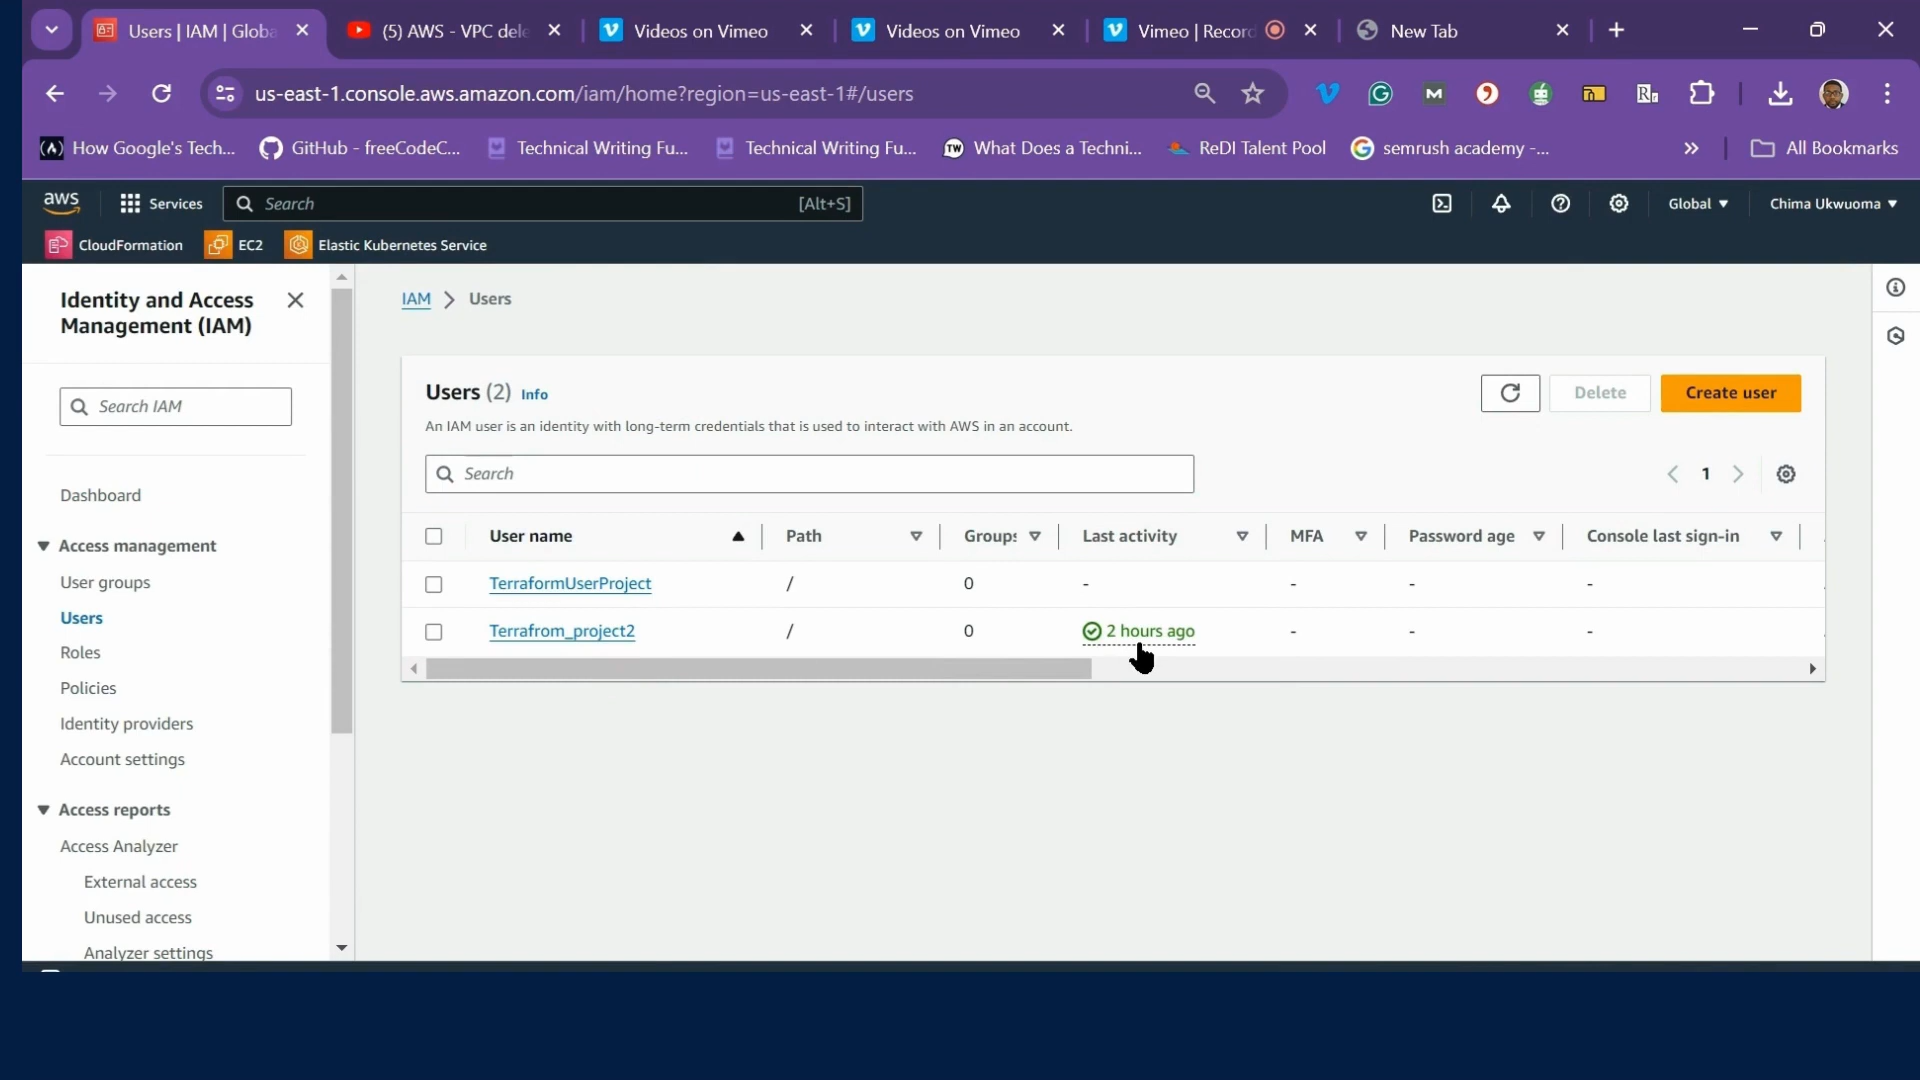 Users | IAM | Globa
(5) AWS - VPC dele
Videos on Vimeo
Videos on Vimeo
Vimeo | Recor
New Tab
us-east-1.console.aws.amazon.com/iam/home?region=us-east-1#/users
How Google's Tech...
GitHub - freeCodeC...
Technical Writing Fu...
Technical Writing Fu...
TW What Does a Techni...
ReDI Talent Pool
semrush academy -...
All Bookmarks
aws
Services
Search
[Alt+S]
Global
Chima Ukwuoma
CloudFormation
EC2
Elastic Kubernetes Service
Identity and Access
Management (IAM)
Search IAM
Dashboard
Access management
User groups
Users
Roles
Policies
Identity providers
Account settings
Access reports
Access Analyzer
External access
Unused access
Analyzer settings
IAM > Users
Users (2) Info
Delete
Create user
An IAM user is an identity with long-term credentials that is used to interact with AWS in an account.
Search
1
User name Path Groups Last activity MFA Password age Console last sign-in
TerraformUserProject / 0 - - - -
Terrafrom_project2 / 0 2 hours ago - - -